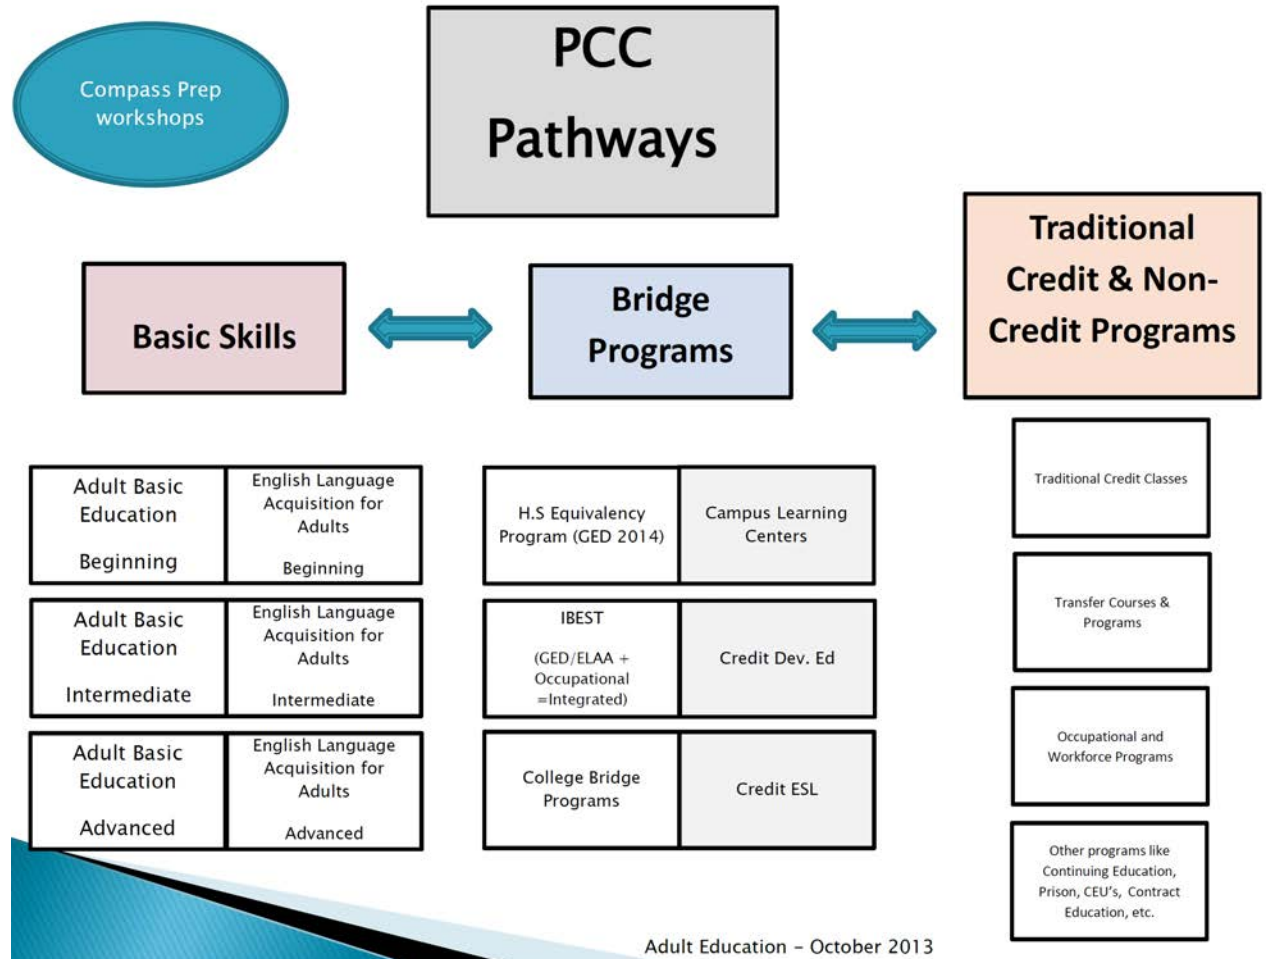 PCC
Pathways
Compass Prep
workshops
Basic Skills
Bridge
Programs
Traditional
Credit & Non-
Credit Programs
Adult Basic
Education
Beginning
English Language
Acquisition for
Adults
Beginning
Adult Basic
Education
Intermediate
English Language
Acquisition for
Adults
Intermediate
Adult Basic
Education
Advanced
English Language
Acquisition for
Adults
Advanced
H.S Equivalency
Program (GED 2014)
Campus Learning
Centers
IBEST
(GED/ELAA +
Occupational
=Integrated)
Credit Dev. Ed
College Bridge
Programs
Credit ESL
Traditional Credit Classes
Transfer Courses &
Programs
Occupational and
Workforce Programs
Other programs like
Continuing Education,
Prison, CEU's, Contract
Education, etc.
Adult Education – October 2013